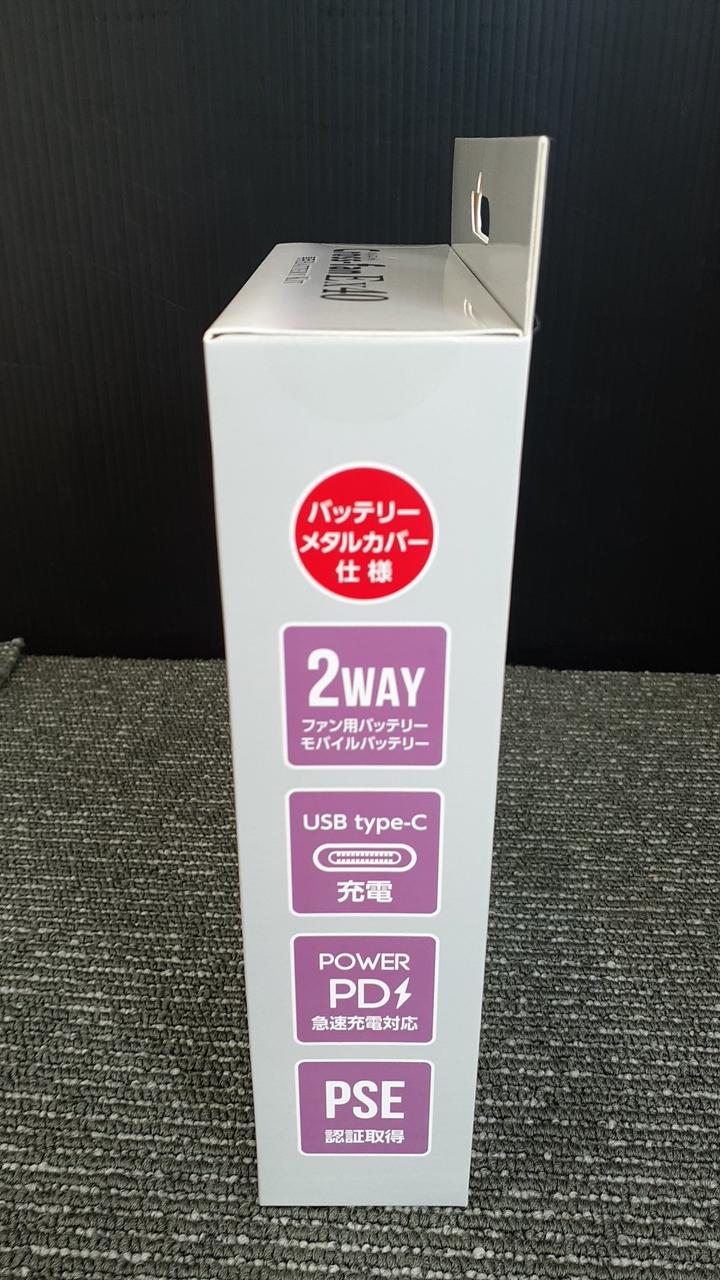 バッテリー
メタルカバー
仕様
2WAY
ファン用バッテリー
モバイルバッテリー
USB type-C
充電
POWER
PD
急速充電対応
PSE
認証取得